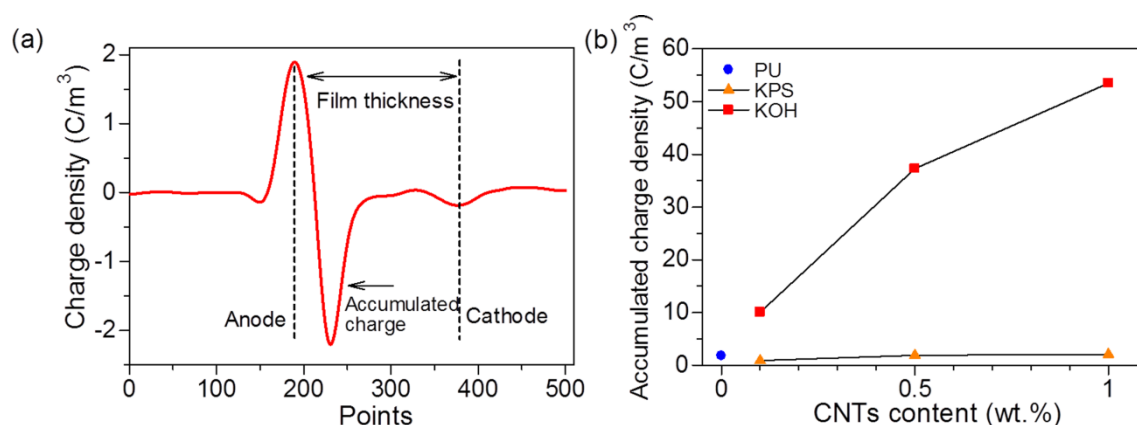 (a)
Charge density (C/m³)
2
1
0
-1
-2
Film thickness
Anode
Accumulated
charge
Cathode
0
100
200
300
400
500
Points
(b)
Accumulated charge density (C/m³)
60
50
40
30
20
10
0
PU
KPS
KOH
0
0.5
1
CNTs content (wt.%)